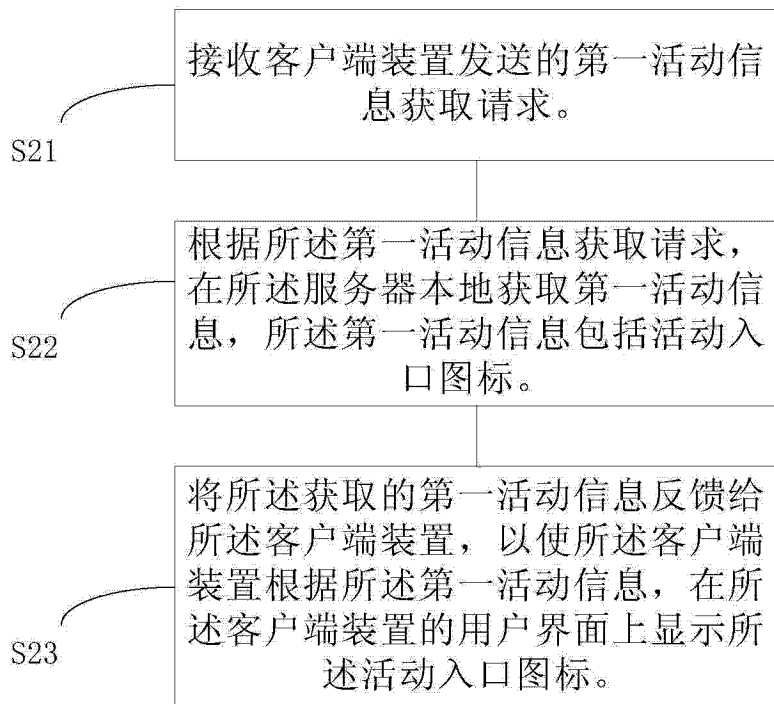 接收客户端装置发送的第一活动信
息获取请求。
S21
根据所述第一活动信息获取请求，
在所述服务器本地获取第一活动信
息，所述第一活动信息包括活动入
口图标。
S22
将所述获取的第一活动信息反馈给
所述客户端装置，以使所述客户端
装置根据所述第一活动信息，在所
述客户端装置的用户界面上显示所
述活动入口图标。
S23